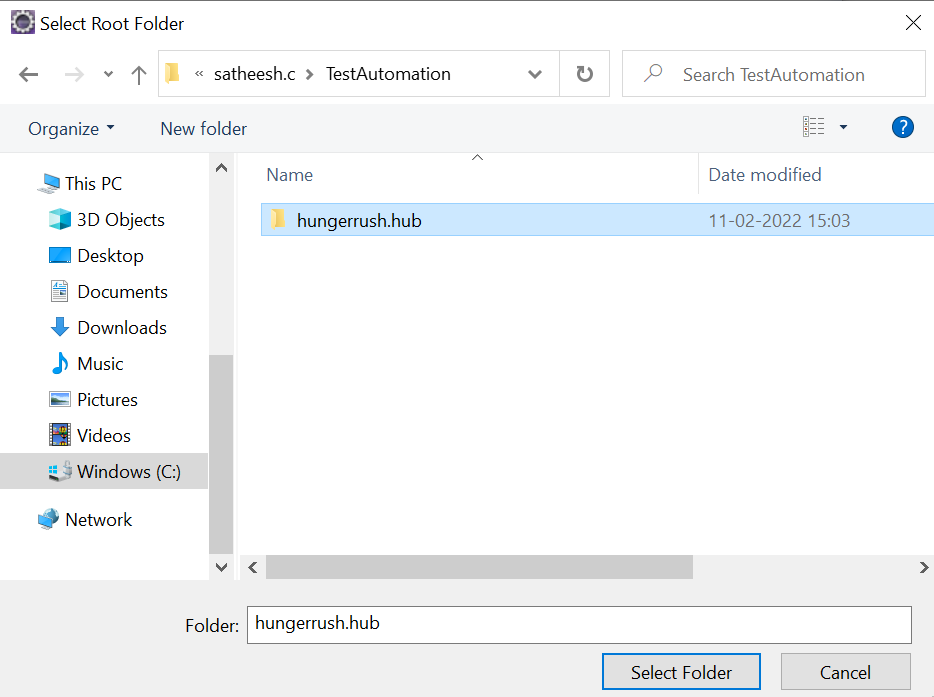 Select Root Folder
« satheesh.c › TestAutomation
Search TestAutomation
Organize
New folder
?
This PC
3D Objects
Desktop
Documents
Downloads
Music
Pictures
Videos
Windows (C:)
Network
Name
Date modified
hungerrush.hub
11-02-2022 15:03
Folder:
hungerrush.hub
Select Folder
Cancel